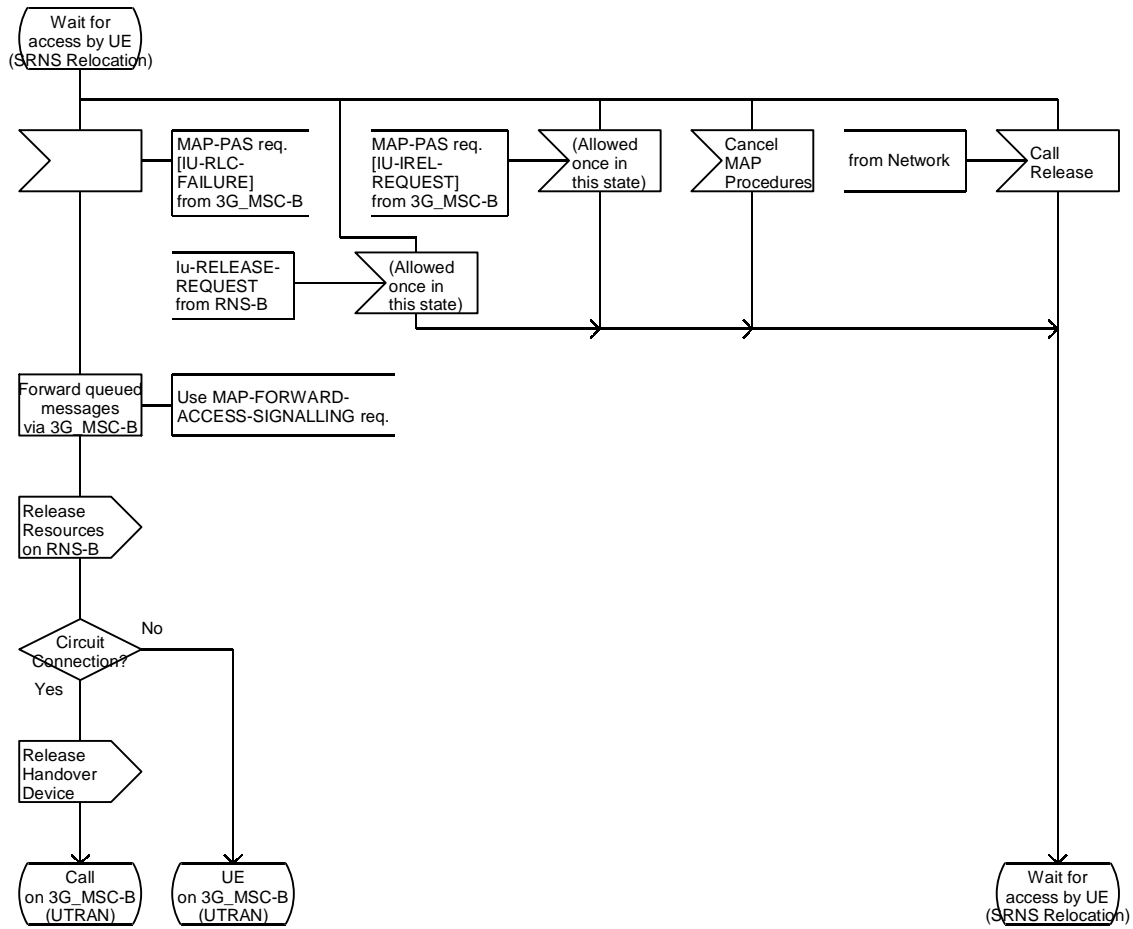 Wait for
access by UE
(SRNS Relocation)
MAP-PAS req.
[IU-RLC-
FAILURE]
from 3G_MSC-B
MAP-PAS req.
[IU-IREL-
REQUEST]
from 3G_MSC-B
(Allowed
once in
this state)
Cancel
MAP
Procedures
from Network
Call
Release
Iu-RELEASE-
REQUEST
from RNS-B
(Allowed
once in
this state)
Forward queued
messages
via 3G_MSC-B
Use MAP-FORWARD-
ACCESS-SIGNALLING req.
Release
Resources
on RNS-B
Circuit
Connection?
No
Yes
Release
Handover
Device
Call
on 3G_MSC-B
(UTRAN)
UE
on 3G_MSC-B
(UTRAN)
Wait for
access by UE
(SRNS Relocation)